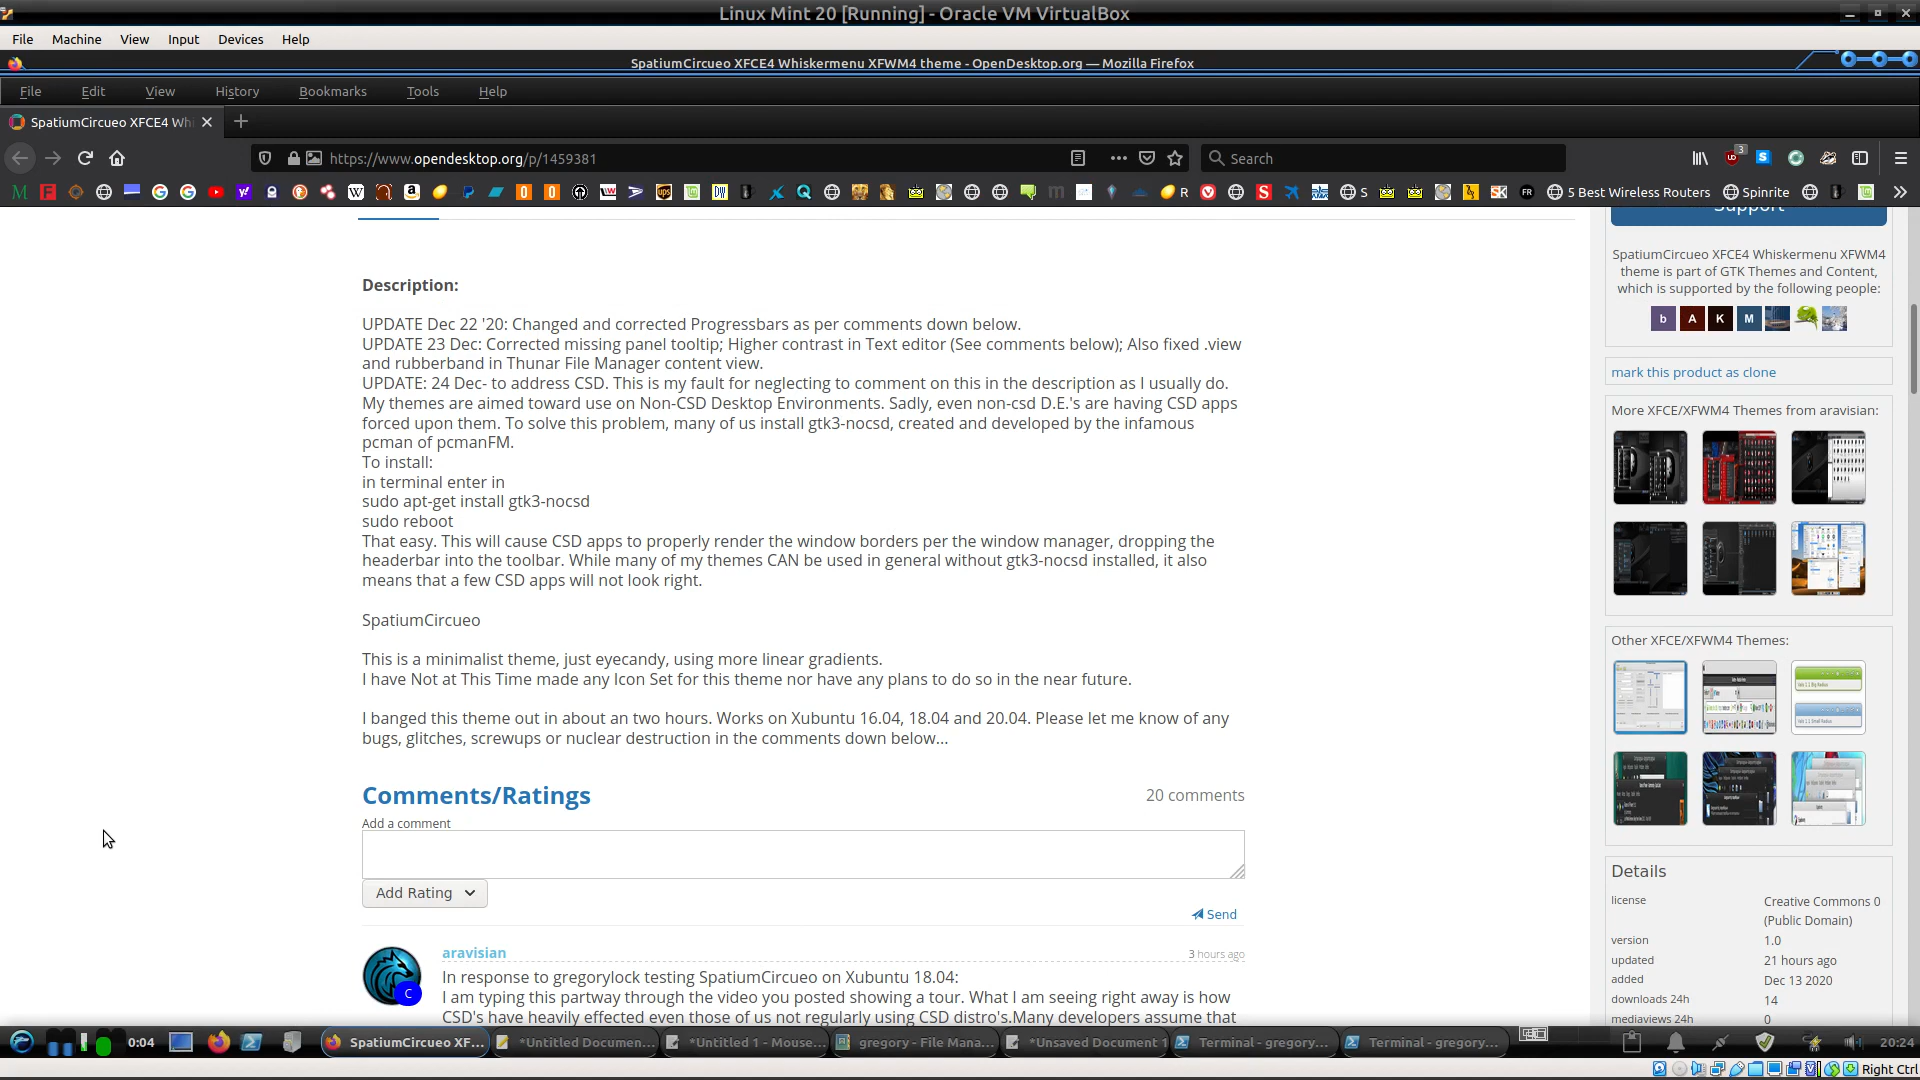 Linux Mint 20 [Running] - Oracle VM VirtualBox
File Machine View Input Devices Help
SpatiumCircueo XFCE4 Whiskermenu XFWM4 theme - OpenDesktop.org — Mozilla Firefox
File Edit View History Bookmarks Tools Help
SpatiumCircueo XFCE4 Whi
https://www.opendesktop.org/p/1459381
Search
3
5 Best Wireless Routers
Spinrite
Support
Description:
UPDATE Dec 22 '20: Changed and corrected Progressbars as per comments down below.
UPDATE 23 Dec: Corrected missing panel tooltip; Higher contrast in Text editor (See comments below); Also fixed .view
and rubberband in Thunar File Manager content view.
UPDATE: 24 Dec- to address CSD. This is my fault for neglecting to comment on this in the description as I usually do.
My themes are aimed toward use on Non-CSD Desktop Environments. Sadly, even non-csd D.E.'s are having CSD apps
forced upon them. To solve this problem, many of us install gtk3-nocsd, created and developed by the infamous
pcman of pcmanFM.
To install:
in terminal enter in
sudo apt-get install gtk3-nocsd
sudo reboot
That easy. This will cause CSD apps to properly render the window borders per the window manager, dropping the
headerbar into the toolbar. While many of my themes CAN be used in general without gtk3-nocsd installed, it also
means that a few CSD apps will not look right.
SpatiumCircueo
This is a minimalist theme, just eyecandy, using more linear gradients.
I have Not at This Time made any Icon Set for this theme nor have any plans to do so in the near future.
I banged this theme out in about an two hours. Works on Xubuntu 16.04, 18.04 and 20.04. Please let me know of any
bugs, glitches, screwups or nuclear destruction in the comments down below...
Comments/Ratings
20 comments
Add a comment
Add Rating
Send
aravisian
3 hours ago
C
In response to gregorylock testing SpatiumCircueo on Xubuntu 18.04:
I am typing this partway through the video you posted showing a tour. What I am seeing right away is how
CSD's have heavily effected even those of us not regularly using CSD distro's.Many developers assume that
SpatiumCircueo XFCE4 Whiskermenu XFWM4
theme is part of GTK Themes and Content,
which is supported by the following people:
b A K M
mark this product as clone
More XFCE/XFWM4 Themes from aravisian:
Other XFCE/XFWM4 Themes:
Details
license Creative Commons 0
(Public Domain)
version 1.0
updated 21 hours ago
added Dec 13 2020
downloads 24h 14
mediaviews 24h 0
0:04
SpatiumCircueo XF...
*Untitled Documen...
*Untitled 1 - Mouse...
gregory - File Mana...
*Unsaved Document 1
Terminal - gregory...
Terminal - gregory...
20:24
Right Ctrl